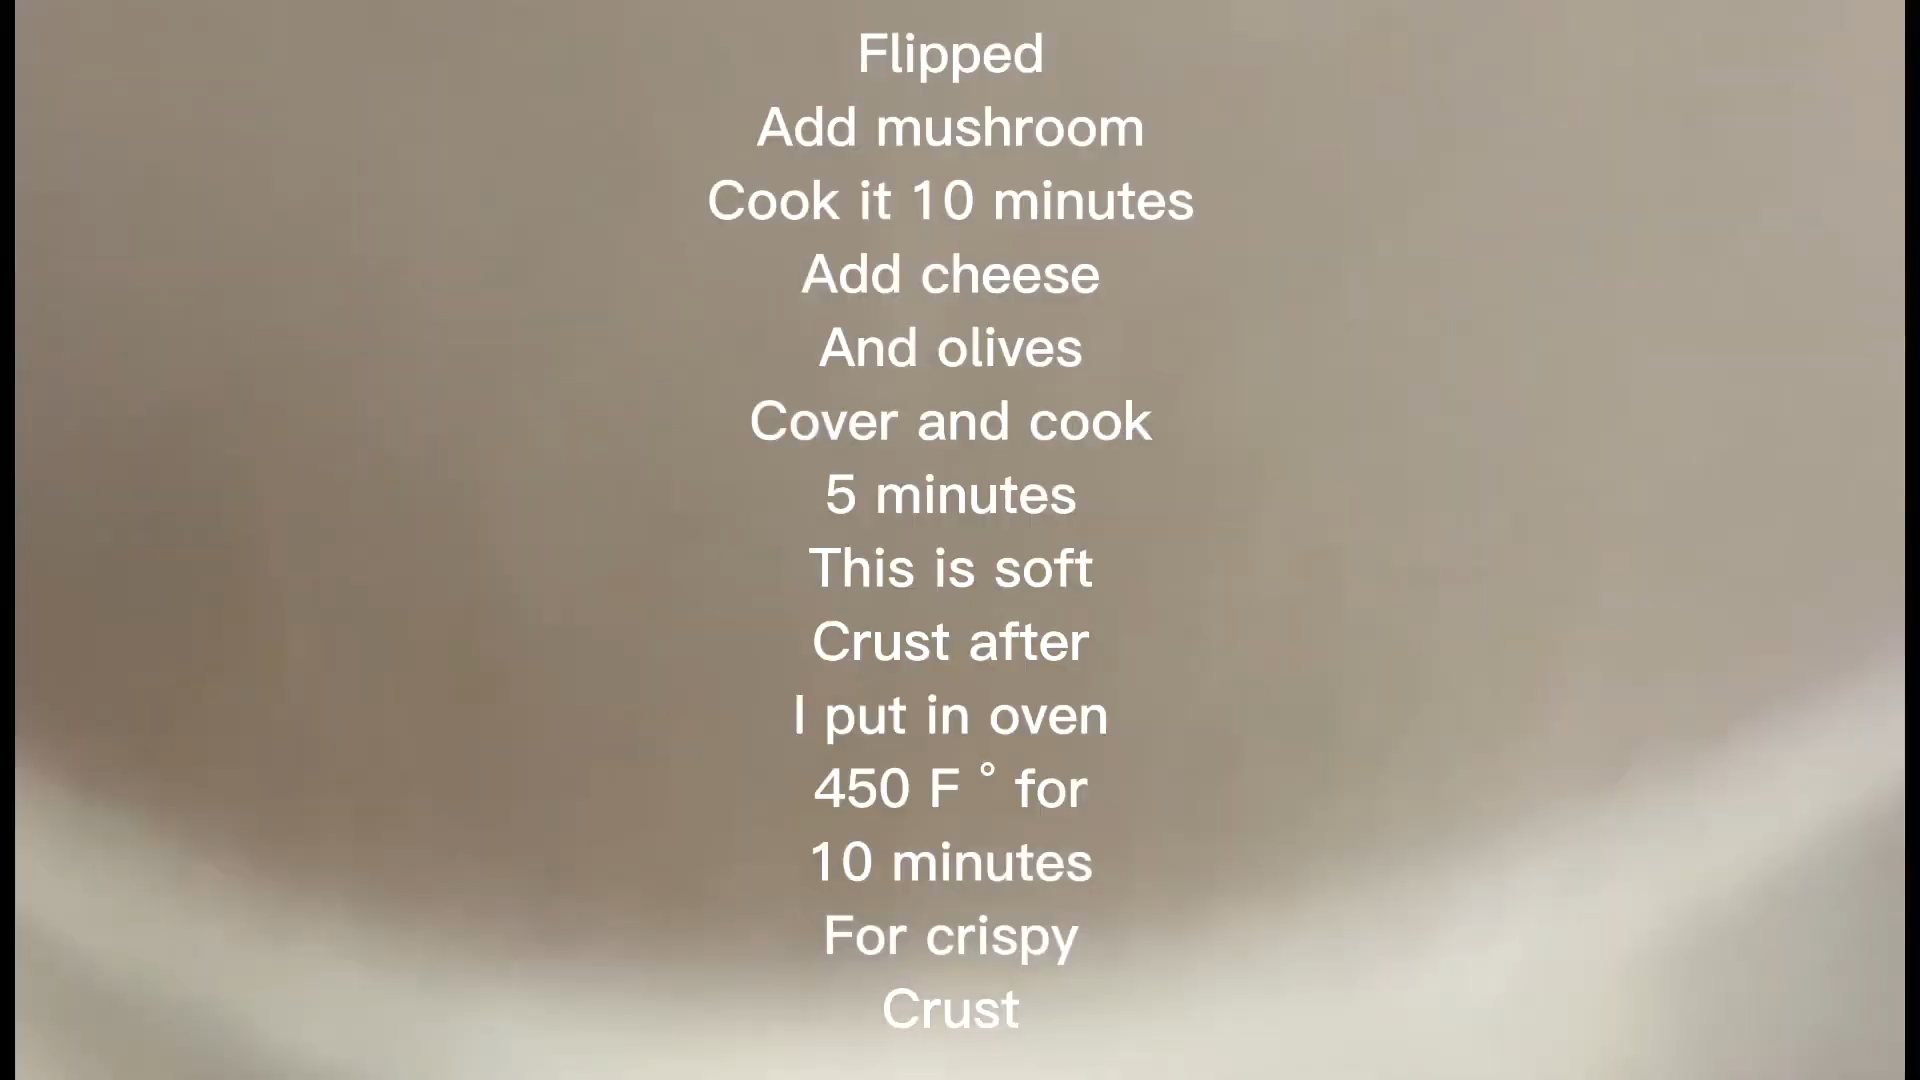 Flipped
Add mushroom
Cook it 10 minutes
Add cheese
And olives
Cover and cook
5 minutes
This is soft
Crust after
I put in oven
450 F ° for
10 minutes
For crispy
Crust